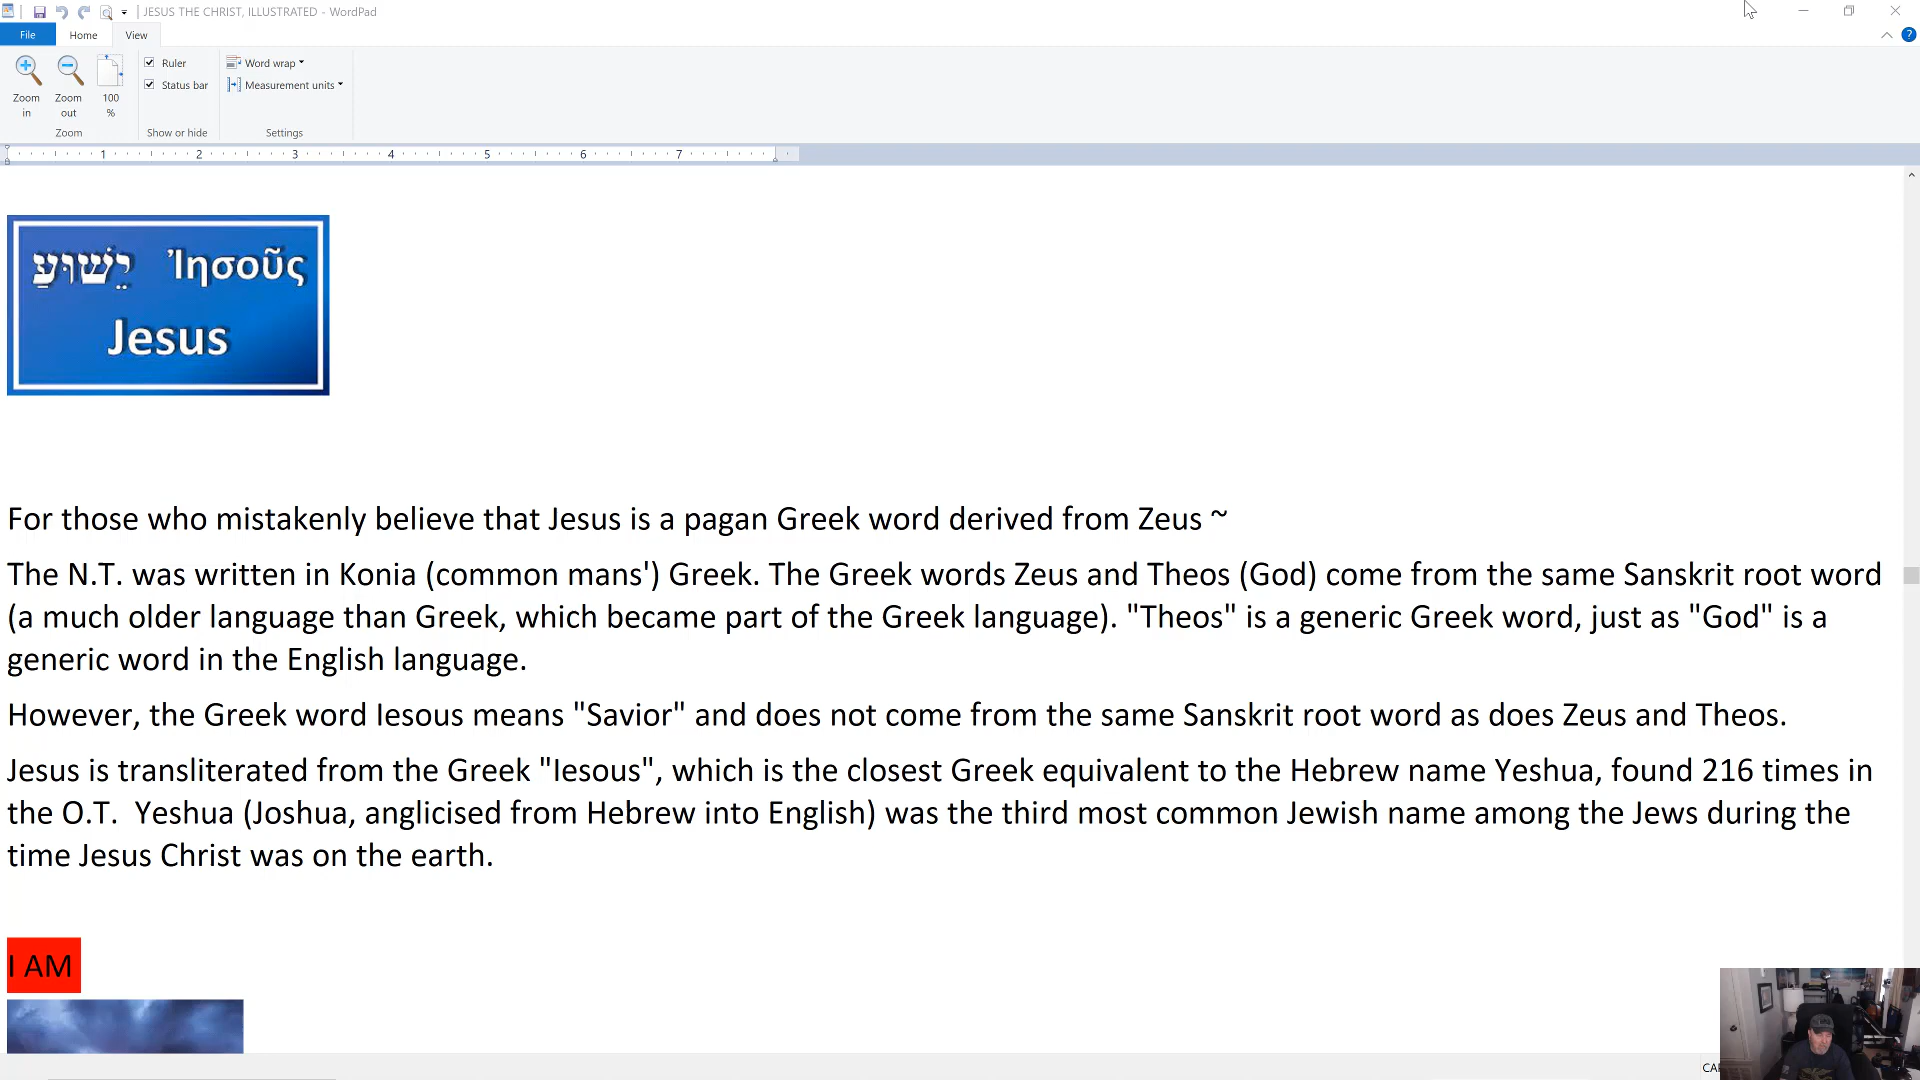 JESUS THE CHRIST, ILLUSTRATED - WordPad
File
Home
View
Zoom in
Zoom out
100 %
Zoom
Ruler
Status bar
Show or hide
Word wrap
Measurement units
Settings
1 2 3 4 5 6 7
יֵשׁוּעַ Ἰησοῦς
Jesus
For those who mistakenly believe that Jesus is a pagan Greek word derived from Zeus ~
The N.T. was written in Konia (common mans') Greek. The Greek words Zeus and Theos (God) come from the same Sanskrit root word
(a much older language than Greek, which became part of the Greek language). "Theos" is a generic Greek word, just as "God" is a
generic word in the English language.
However, the Greek word Iesous means "Savior" and does not come from the same Sanskrit root word as does Zeus and Theos.
Jesus is transliterated from the Greek "Iesous", which is the closest Greek equivalent to the Hebrew name Yeshua, found 216 times in
the O.T.  Yeshua (Joshua, anglicised from Hebrew into English) was the third most common Jewish name among the Jews during the
time Jesus Christ was on the earth.
I AM